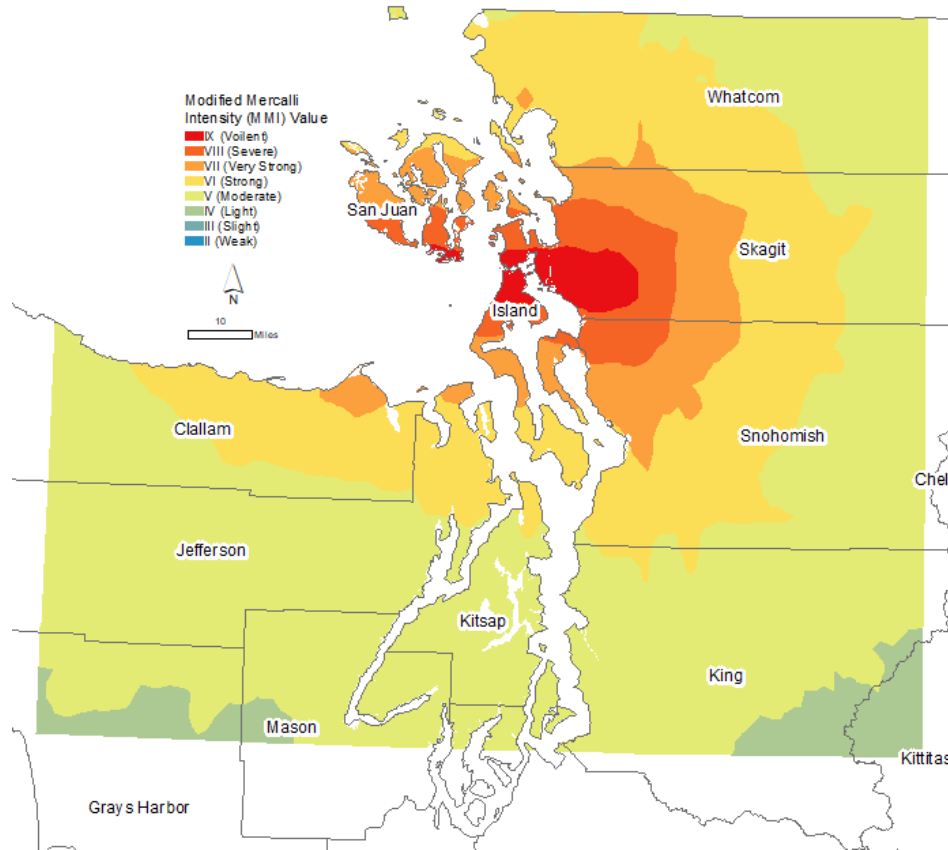 Whatcom
Modified Mercalli
Intensity (MMI) Value
IX (Voilent)
VIII (Severe)
VII (Very Strong)
VI (Strong)
V (Moderate)
IV (Light)
III (Slight)
II (Weak)
San Juan
Skagit
N
Island
10
Miles
Clallam
Snohomish
Chel
Jefferson
Kitsap
King
Mason
Kittitas
Grays Harbor